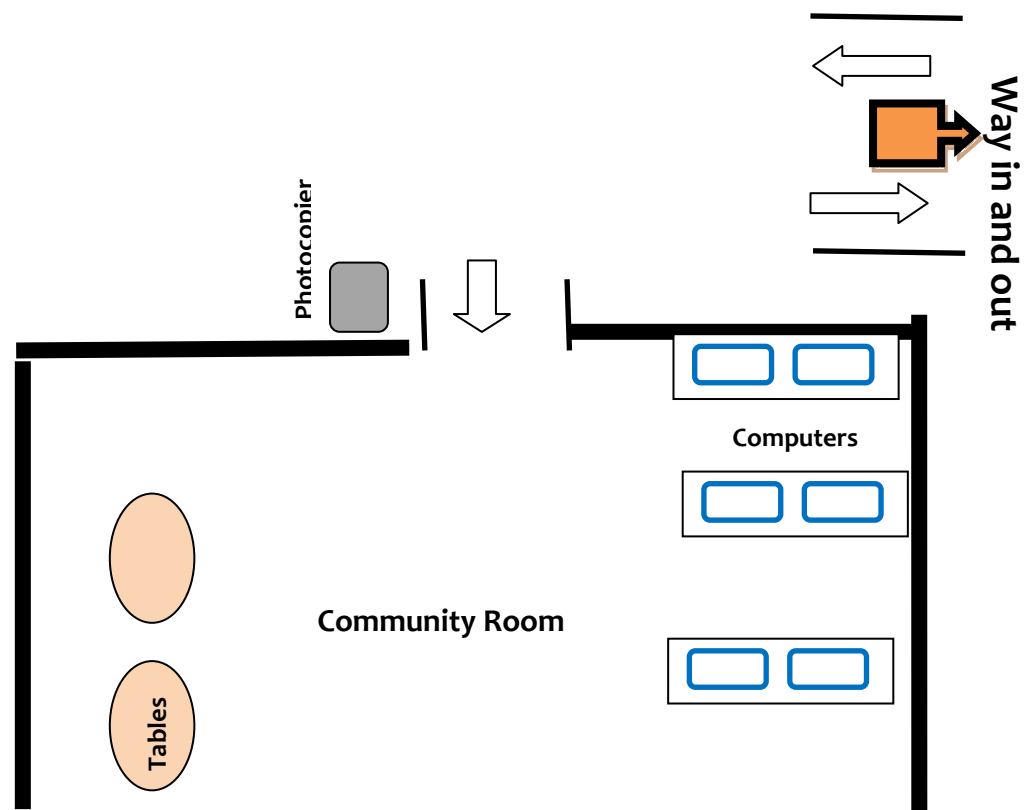 Way in and out
Photocopier
Computers
Community Room
Tables